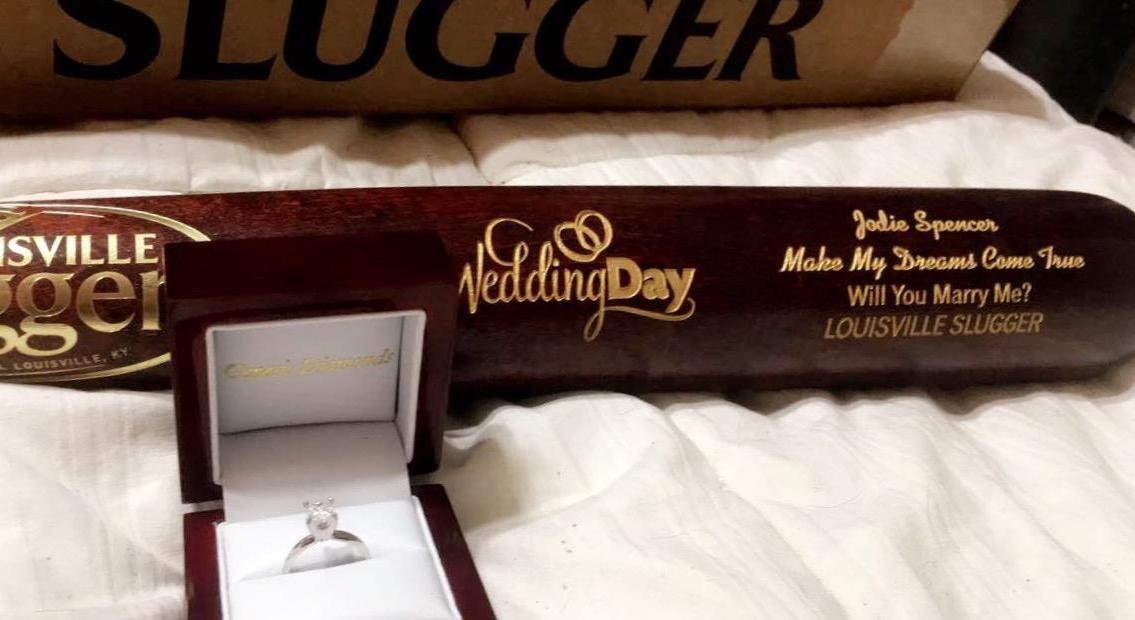 SLUGGER
ISVILLE
gger
LOUISVILLE, KY
WeddingDay
Jodie Spencer
Make My Dreams Come True
Will You Marry Me?
LOUISVILLE SLUGGER
Diamonds